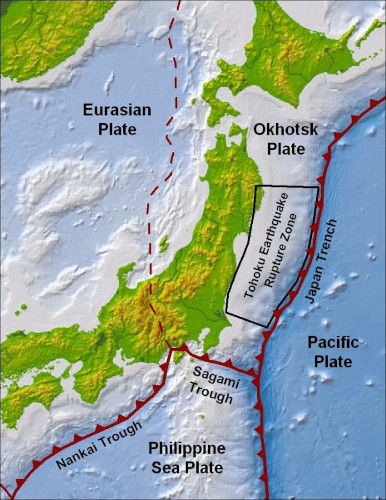 Eurasian
Plate
Okhotsk
Plate
Tohoku Earthquake
Rupture Zone
Japan Trench
Pacific
Plate
Sagami
Trough
Nankai Trough
Philippine
Sea Plate